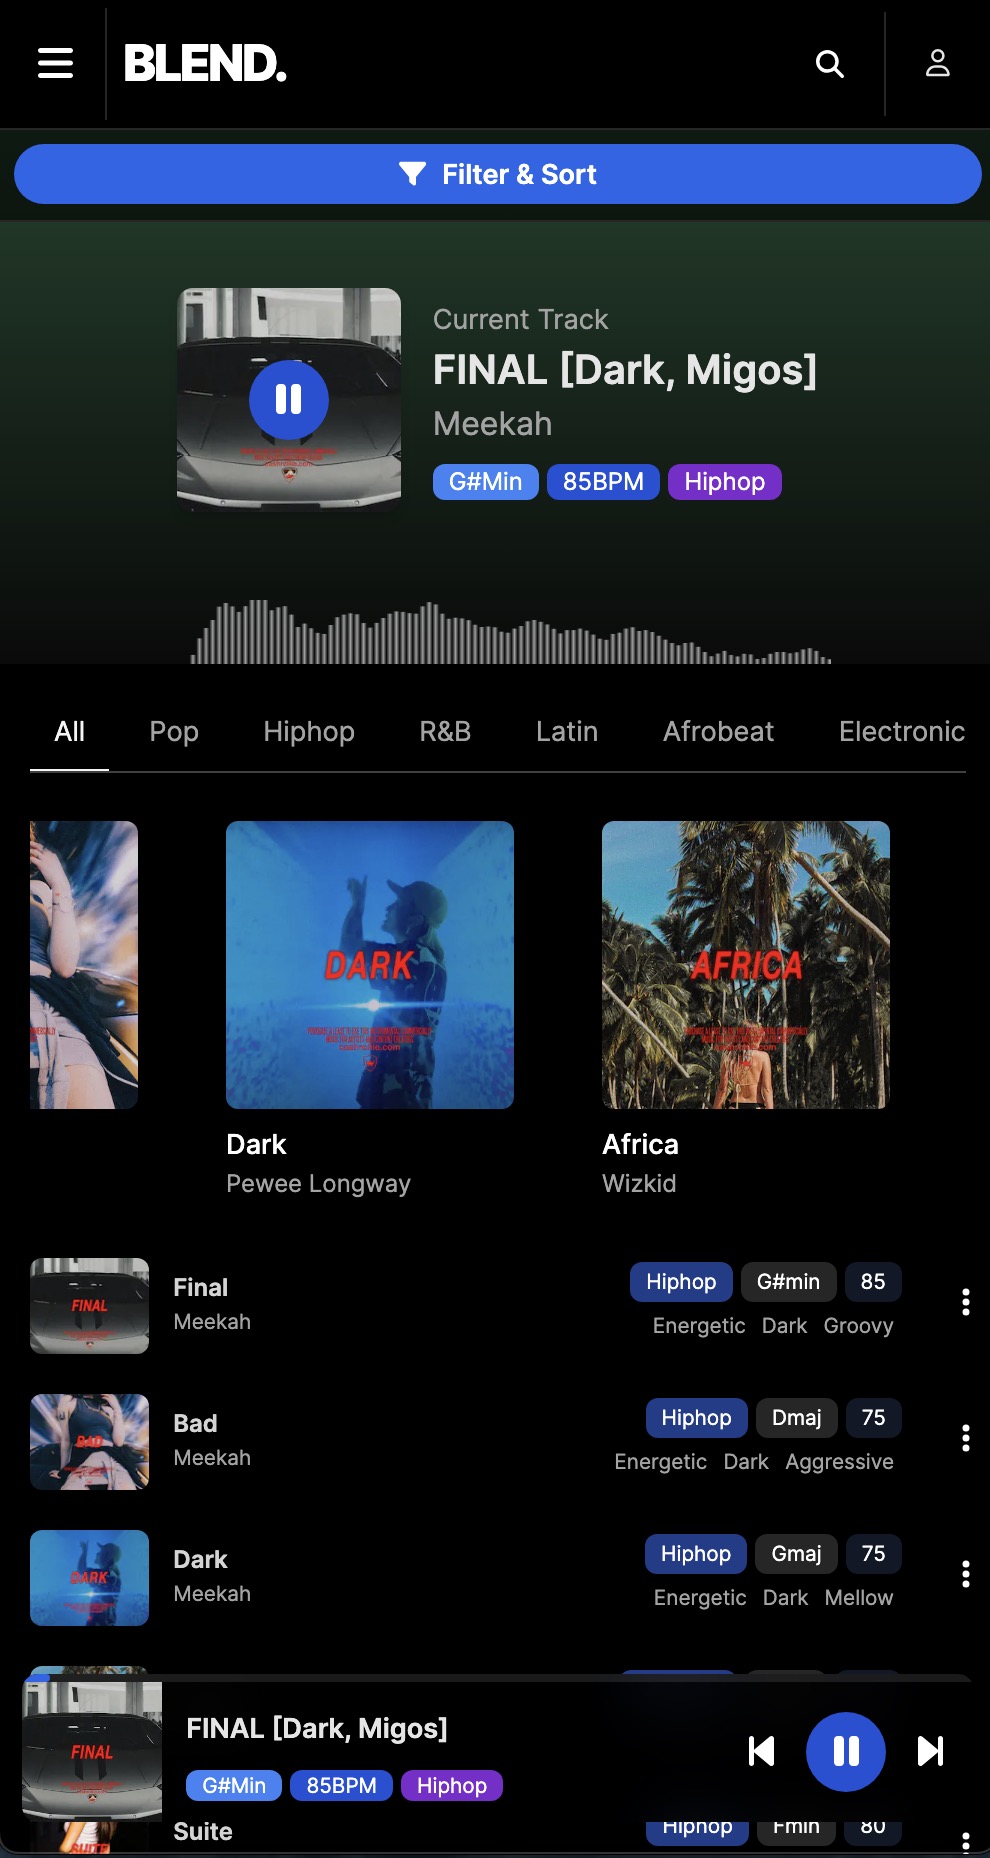 BLEND.
Filter & Sort
Current Track
FINAL [Dark, Migos]
Meekah
G#Min 85BPM Hiphop
All Pop Hiphop R&B Latin Afrobeat Electronic
DARK
AFRICA
Dark
Pewee Longway
Africa
Wizkid
FINAL
Final
Meekah
Hiphop G#min 85
Energetic Dark Groovy
BAD
Bad
Meekah
Hiphop Dmaj 75
Energetic Dark Aggressive
DARK
Dark
Meekah
Hiphop Gmaj 75
Energetic Dark Mellow
FINAL
FINAL [Dark, Migos]
G#Min 85BPM Hiphop
SUITE
Suite
Hiphop Fmin 80